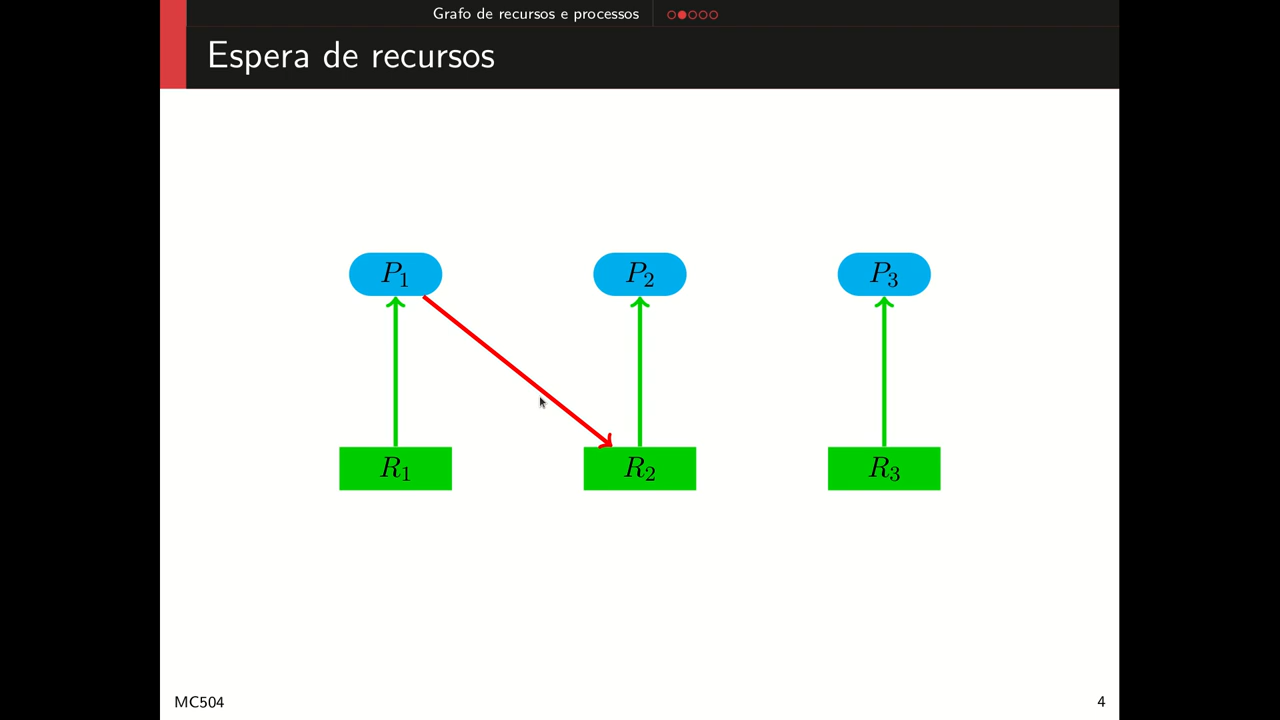 Grafo de recursos e processos
Espera de recursos
P1 P2 P3
R1 R2 R3
MC504 4